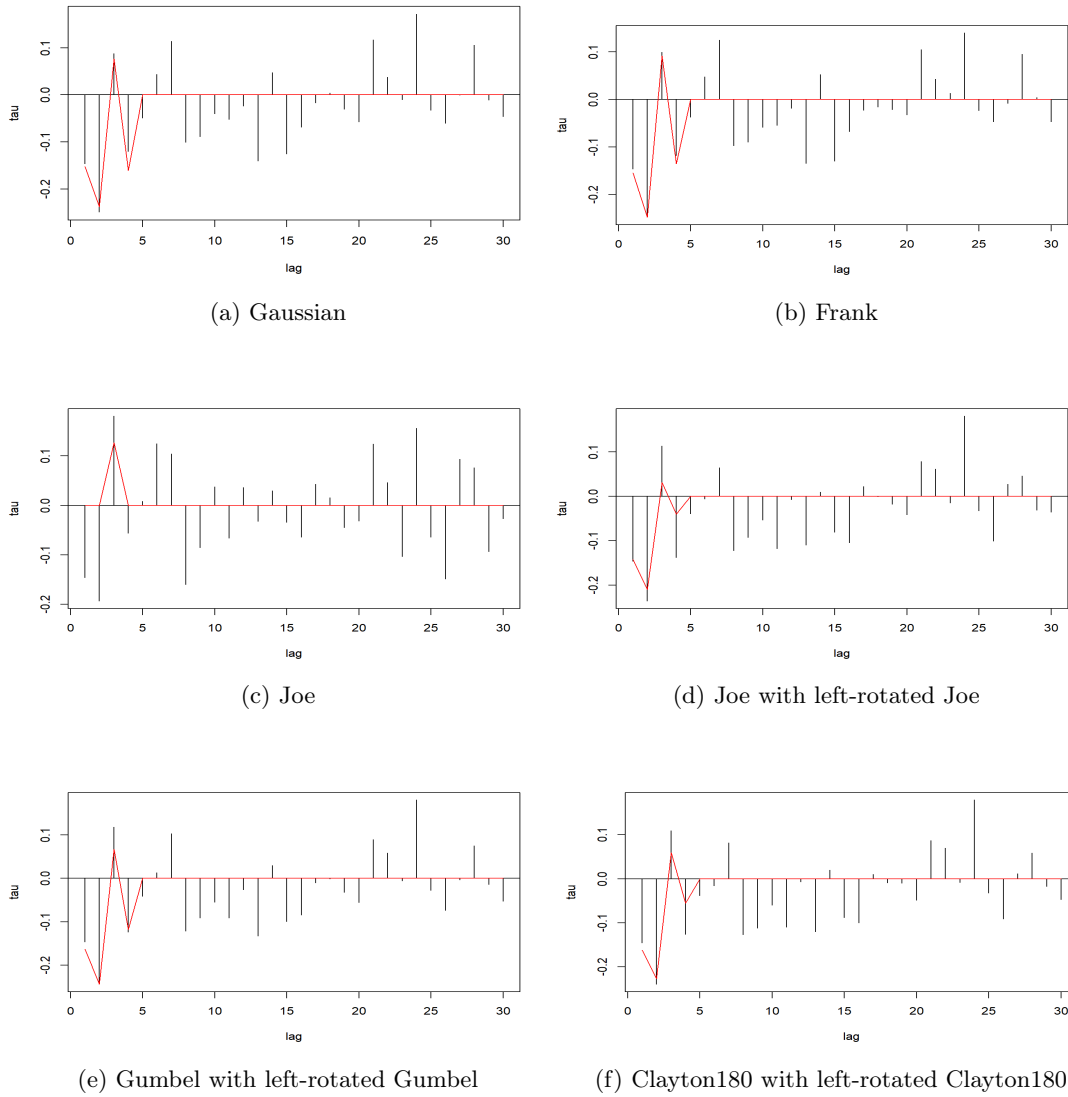 0.1
0.0
-0.1
-0.2
tau
0 5 10 15 20 25 30
lag
(a) Gaussian
0.1
0.0
-0.1
-0.2
tau
0 5 10 15 20 25 30
lag
(b) Frank
0.1
0.0
-0.1
-0.2
tau
0 5 10 15 20 25 30
lag
(c) Joe
0.1
0.0
-0.1
-0.2
tau
0 5 10 15 20 25 30
lag
(d) Joe with left-rotated Joe
0.1
0.0
-0.1
-0.2
tau
0 5 10 15 20 25 30
lag
(e) Gumbel with left-rotated Gumbel
0.1
0.0
-0.1
-0.2
tau
0 5 10 15 20 25 30
lag
(f) Clayton180 with left-rotated Clayton180